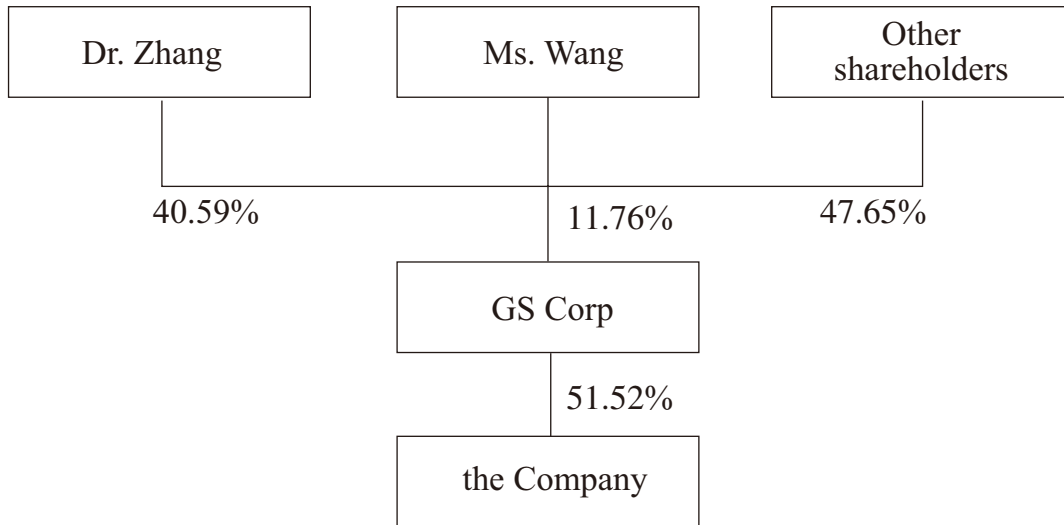 Dr. Zhang
Ms. Wang
Other
shareholders
40.59%
11.76%
47.65%
GS Corp
51.52%
the Company